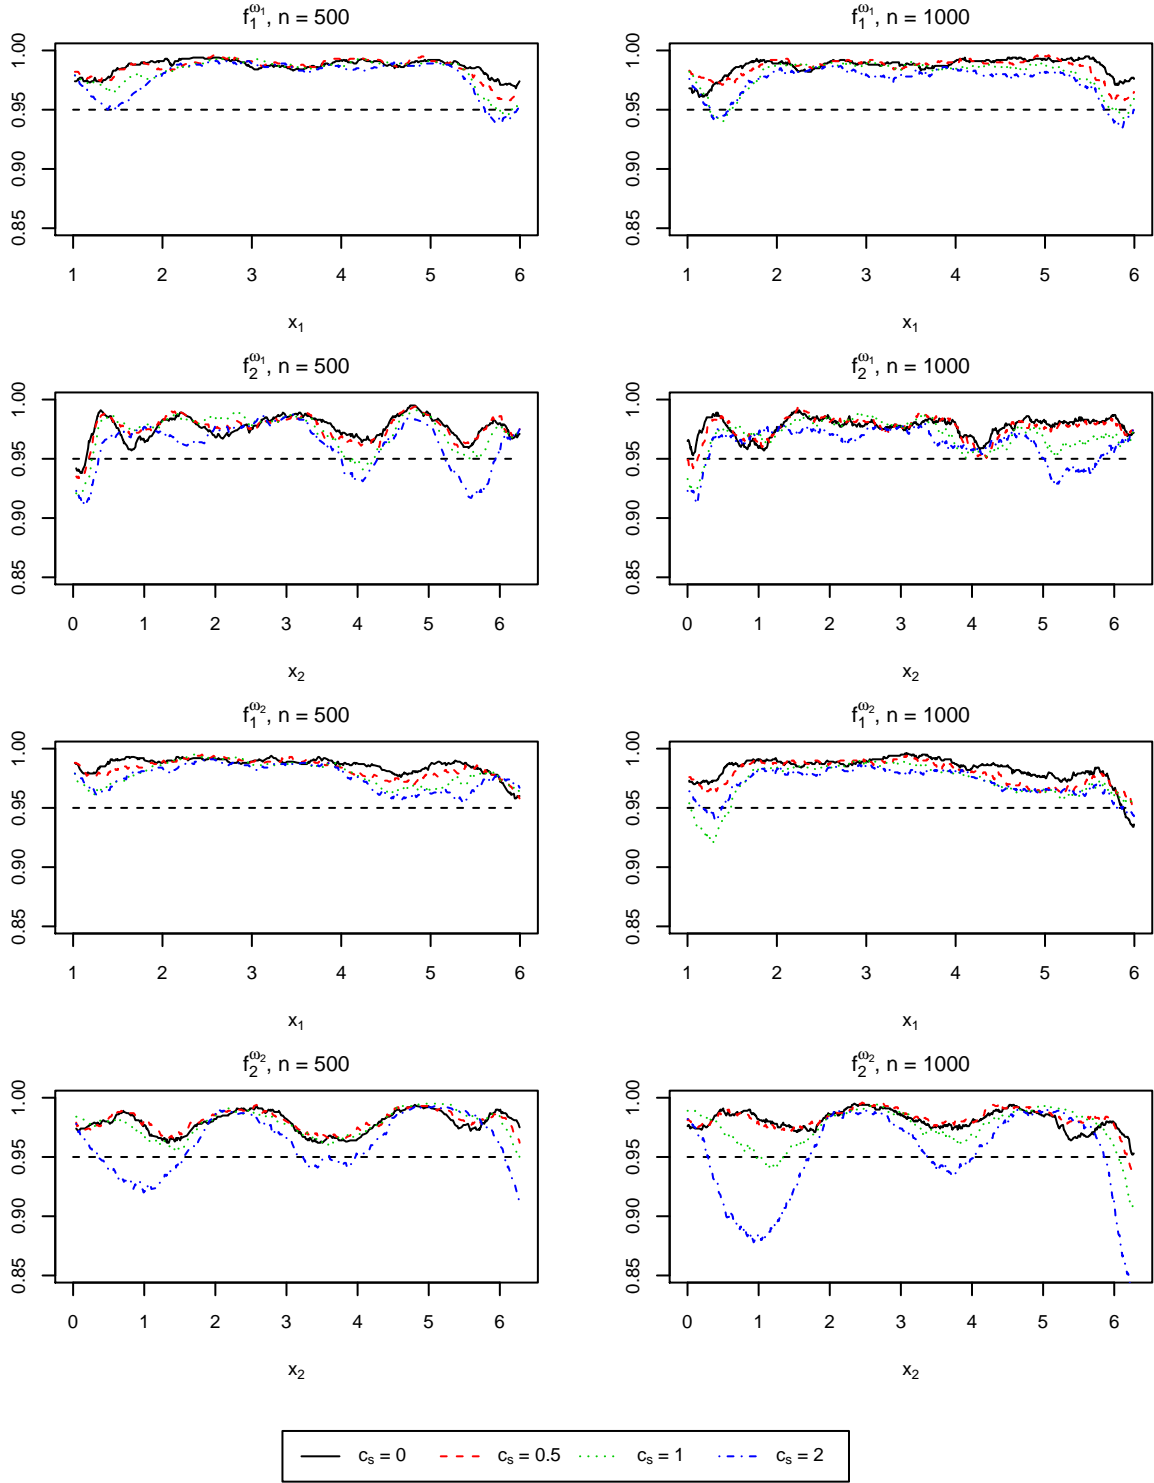 f₁^ω₁, n = 500
f₁^ω₁, n = 1000
0.85 0.90 0.95 1.00
1 2 3 4 5 6
x₁
0.85 0.90 0.95 1.00
1 2 3 4 5 6
x₁
f₂^ω₁, n = 500
f₂^ω₁, n = 1000
0.85 0.90 0.95 1.00
0 1 2 3 4 5 6
x₂
0.85 0.90 0.95 1.00
0 1 2 3 4 5 6
x₂
f₁^ω₂, n = 500
f₁^ω₂, n = 1000
0.85 0.90 0.95 1.00
1 2 3 4 5 6
x₁
0.85 0.90 0.95 1.00
1 2 3 4 5 6
x₁
f₂^ω₂, n = 500
f₂^ω₂, n = 1000
0.85 0.90 0.95 1.00
0 1 2 3 4 5 6
x₂
0.85 0.90 0.95 1.00
0 1 2 3 4 5 6
x₂
cₛ = 0 cₛ = 0.5 cₛ = 1 cₛ = 2